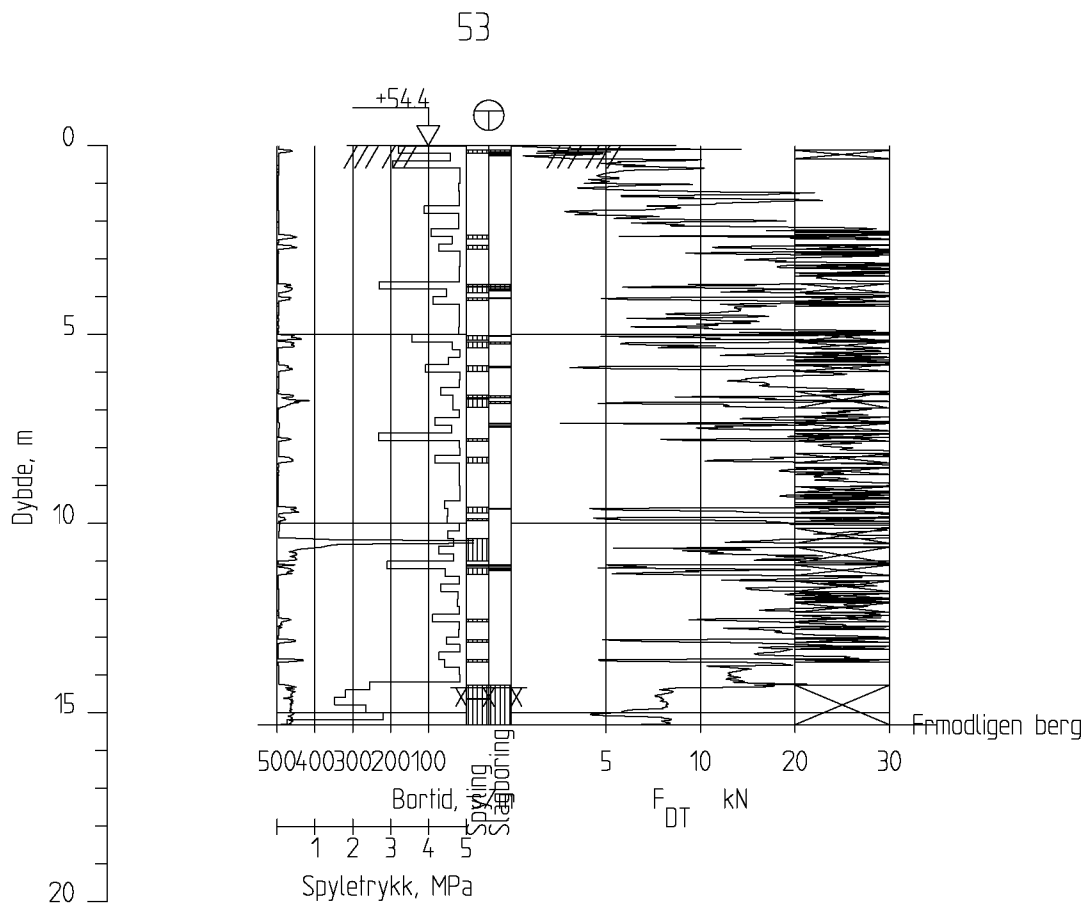 53
+54.4
0
5
10
15
20
Dybde, m
Frmodligen berg
500 400 300 200 100
5 10 20 30
Bortid, s/m
Spyling
Slagboring
F DT kN
1 2 3 4 5
Spyletrykk, MPa